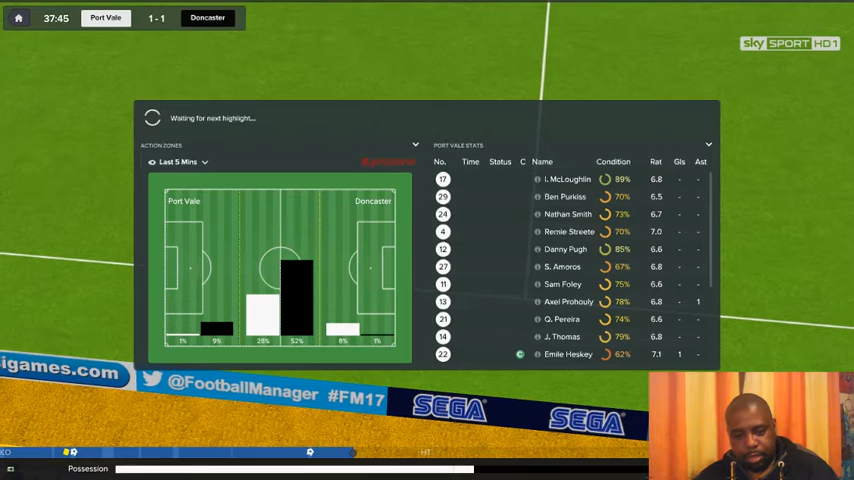 37:45 Port Vale 1 - 1 Doncaster
sky SPORT HD 1
Waiting for next highlight...
ACTION ZONES
Last 5 Mins
Port Vale Doncaster
1% 9% 28% 52% 8% 1%
PORT VALE STATS
No. Time Status C Name Condition Rat Gls Ast
17 I. McLoughlin 89% 6.8 - -
29 Ben Purkiss 70% 6.5 - -
24 Nathan Smith 73% 6.7 - -
4 Remie Streete 70% 7.0 - -
12 Danny Pugh 85% 6.6 - -
27 S. Amoros 67% 6.8 - -
11 Sam Foley 75% 6.6 - -
13 Axel Prohouly 78% 6.8 - 1
21 Q. Pereira 74% 6.6 - -
14 J. Thomas 79% 6.8 - -
22 C Emile Heskey 62% 7.1 1 -
sigames.com @FootballManager #FM17 SEGA SEGA
KO HT
Possession